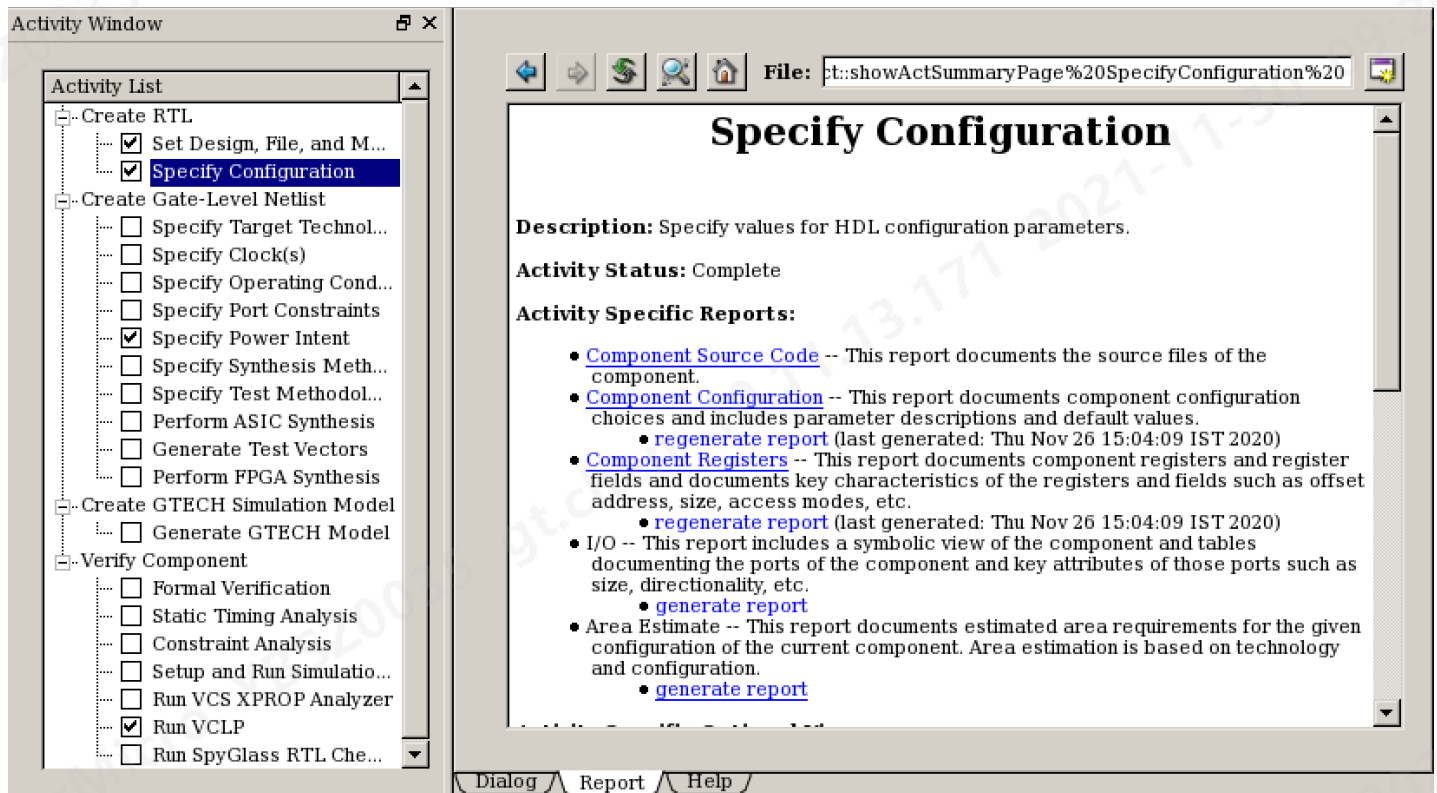 Activity Window
Activity List
Create RTL
Set Design, File, and M...
Specify Configuration
Create Gate-Level Netlist
Specify Target Technol...
Specify Clock(s)
Specify Operating Cond...
Specify Port Constraints
Specify Power Intent
Specify Synthesis Meth...
Specify Test Methodol...
Perform ASIC Synthesis
Generate Test Vectors
Perform FPGA Synthesis
Create GTECH Simulation Model
Generate GTECH Model
Verify Component
Formal Verification
Static Timing Analysis
Constraint Analysis
Setup and Run Simulatio...
Run VCS XPROP Analyzer
Run VCLP
Run SpyGlass RTL Che...
File: ct::showActSummaryPage%20SpecifyConfiguration%20
Specify Configuration
Description: Specify values for HDL configuration parameters.
Activity Status: Complete
Activity Specific Reports:
Component Source Code -- This report documents the source files of the
component.
Component Configuration -- This report documents component configuration
choices and includes parameter descriptions and default values.
regenerate report (last generated: Thu Nov 26 15:04:09 IST 2020)
Component Registers -- This report documents component registers and register
fields and documents key characteristics of the registers and fields such as offset
address, size, access modes, etc.
regenerate report (last generated: Thu Nov 26 15:04:09 IST 2020)
I/O -- This report includes a symbolic view of the component and tables
documenting the ports of the component and key attributes of those ports such as
size, directionality, etc.
generate report
Area Estimate -- This report documents estimated area requirements for the given
configuration of the current component. Area estimation is based on technology
and configuration.
generate report
Dialog
Report
Help